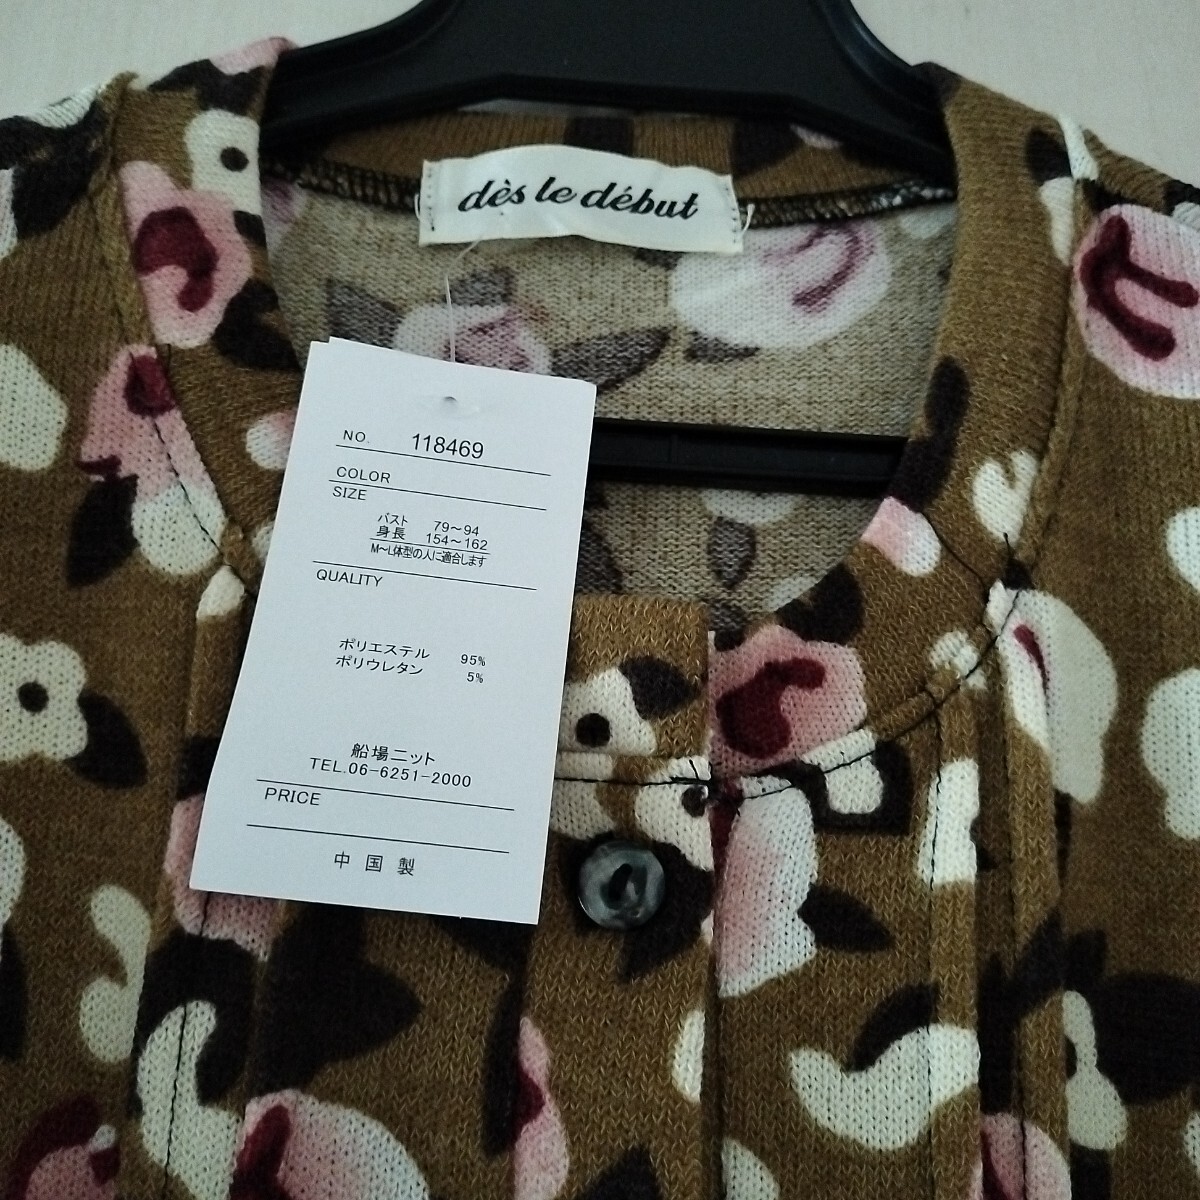 dès le début
NO. 118469
COLOR
SIZE
バスト 79～94
身長 154～162
M～L体型の人に適合します
QUALITY
ポリエステル 95%
ポリウレタン 5%
船場ニット
TEL.06-6251-2000
PRICE
中国製